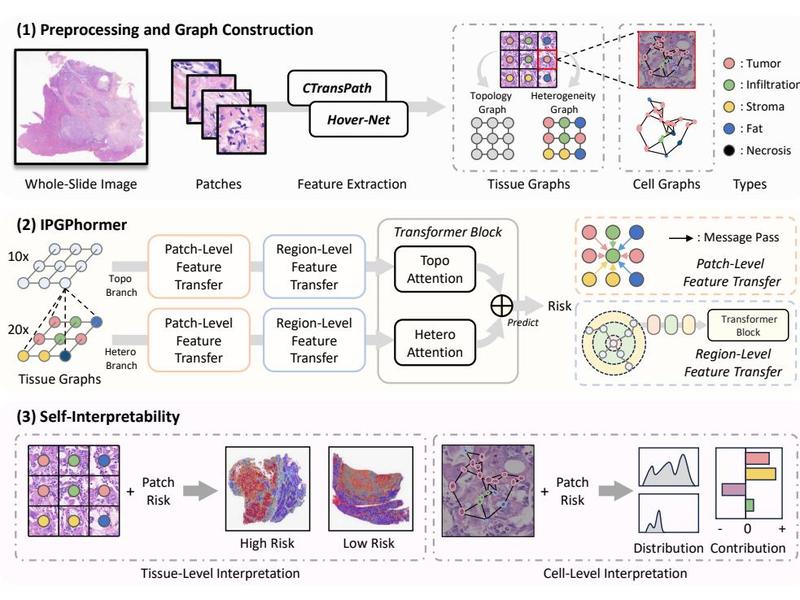 (1) Preprocessing and Graph Construction
CTransPath
Hover-Net
Topology
Graph
Heterogeneity
Graph
: Tumor
: Infiltration
: Stroma
: Fat
: Necrosis
Whole-Slide Image
Patches
Feature Extraction
Tissue Graphs
Cell Graphs
Types
(2) IPGPhormer
10x
20x
Tissue Graphs
Topo
Branch
Hetero
Branch
Patch-Level
Feature
Transfer
Region-Level
Feature
Transfer
Patch-Level
Feature
Transfer
Region-Level
Feature
Transfer
Transformer Block
Topo
Attention
Hetero
Attention
Predict
Risk
: Message Pass
Patch-Level
Feature Transfer
Transformer
Block
Region-Level
Feature Transfer
(3) Self-Interpretability
+
Patch
Risk
High Risk
Low Risk
Tissue-Level Interpretation
+
Patch
Risk
- 0 +
Distribution
Contribution
Cell-Level Interpretation